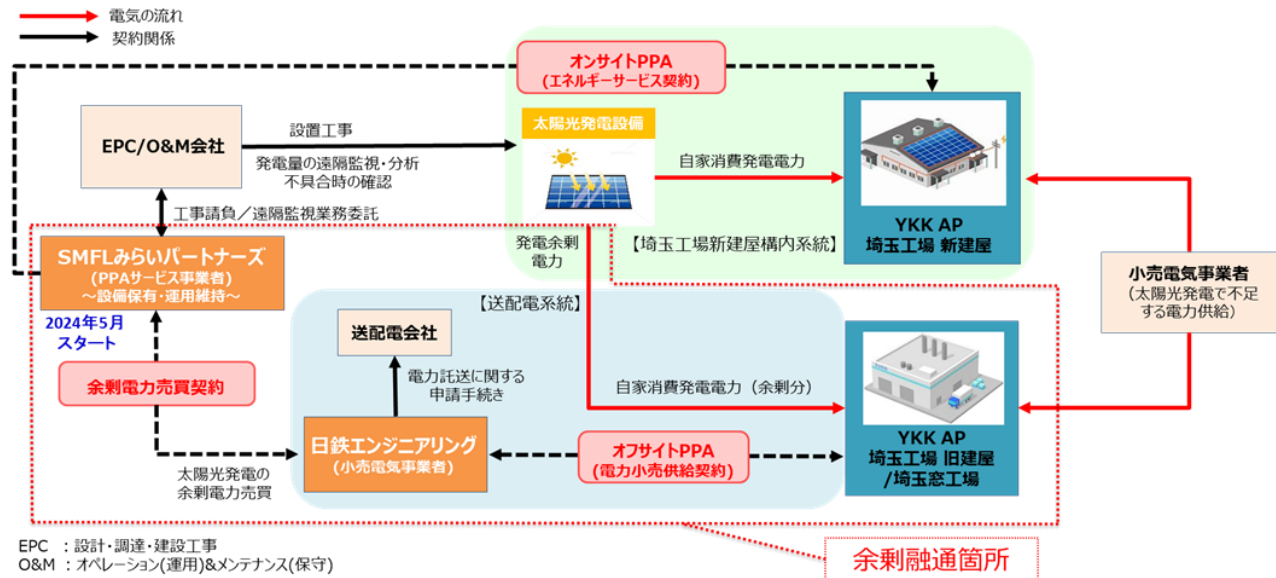 電気の流れ
契約関係
オンサイトPPA
(エネルギーサービス契約)
EPC/O&M会社
設置工事
発電量の遠隔監視・分析
不具合時の確認
太陽光発電設備
自家消費発電電力
YKK AP
埼玉工場 新建屋
工事請負／遠隔監視業務委託
発電余剰
電力
【埼玉工場新建屋構内系統】
SMFLみらいパートナーズ
(PPAサービス事業者)
～設備保有・運用維持～
小売電気事業者
（太陽光発電で不足
する電力供給）
2024年5月
スタート
【送配電系統】
送配電会社
余剰電力売買契約
電力託送に関する
申請手続き
自家消費発電電力（余剰分）
日鉄エンジニアリング
(小売電気事業者)
オフサイトPPA
(電力小売供給契約)
YKK AP
埼玉工場 旧建屋
/埼玉窓工場
太陽光発電の
余剰電力売買
EPC ：設計・調達・建設工事
O&M ：オペレーション(運用)&メンテナンス(保守)
余剰融通箇所